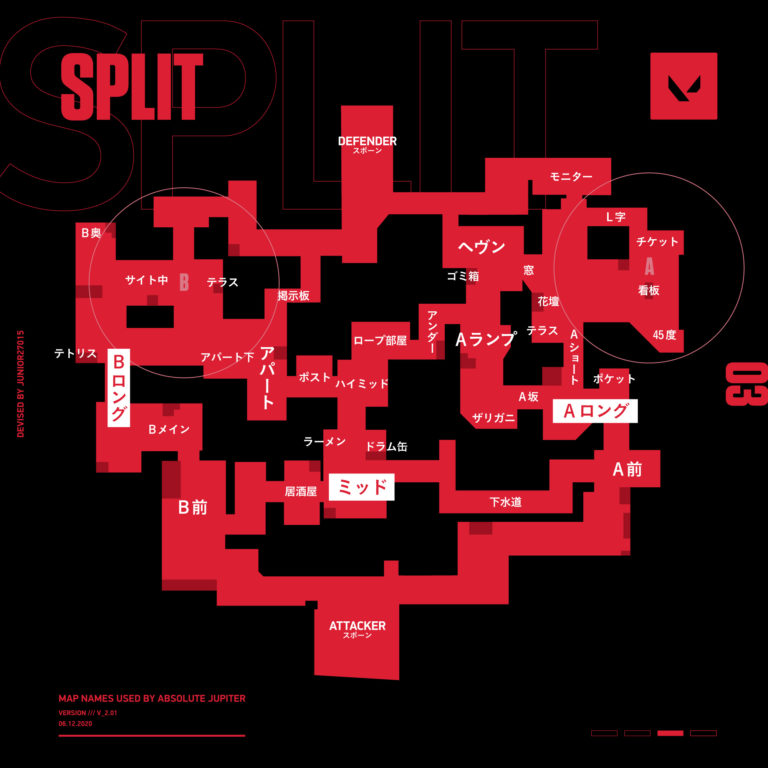 SPLIT
SPLIT
DEFENDER
スポーン
モニター
L字
B奥
チケット
ヘヴン
A
サイト中
B
テラス
ゴミ箱
窓
看板
掲示板
花壇
アンダー
ロープ部屋
Aランプ
テラス
Aショート
45度
テトリス
Bロング
アパート下
アパート
ポスト
ハイミッド
ポケット
A坂
Aロング
ザリガニ
Bメイン
ラーメン
ドラム缶
A前
居酒屋
ミッド
下水道
B前
DEVISED BY JUNIOR27015
03
ATTACKER
スポーン
MAP NAMES USED BY ABSOLUTE JUPITER
VERSION /// V_2.01
06.12.2020